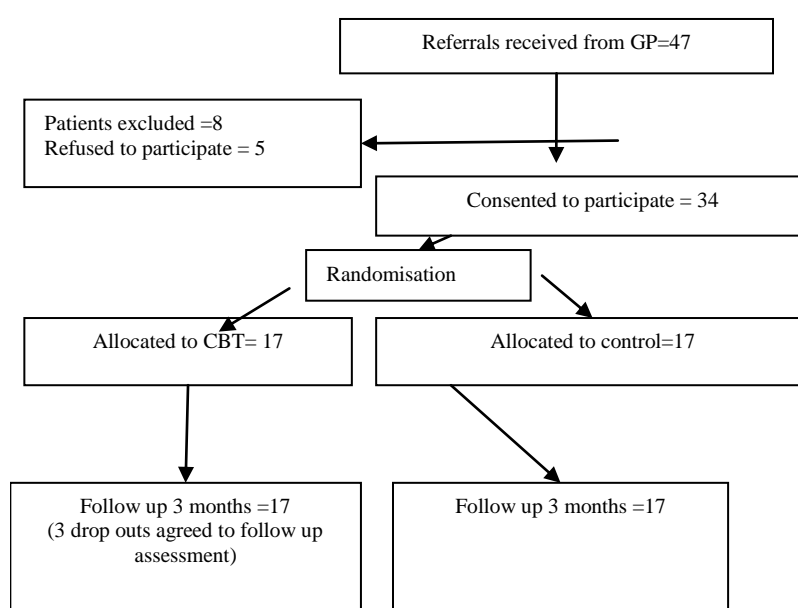 Referrals received from GP=47
Patients excluded =8
Refused to participate = 5
Consented to participate = 34
Randomisation
Allocated to CBT= 17
Allocated to control=17
Follow up 3 months =17
(3 drop outs agreed to follow up
assessment)
Follow up 3 months =17